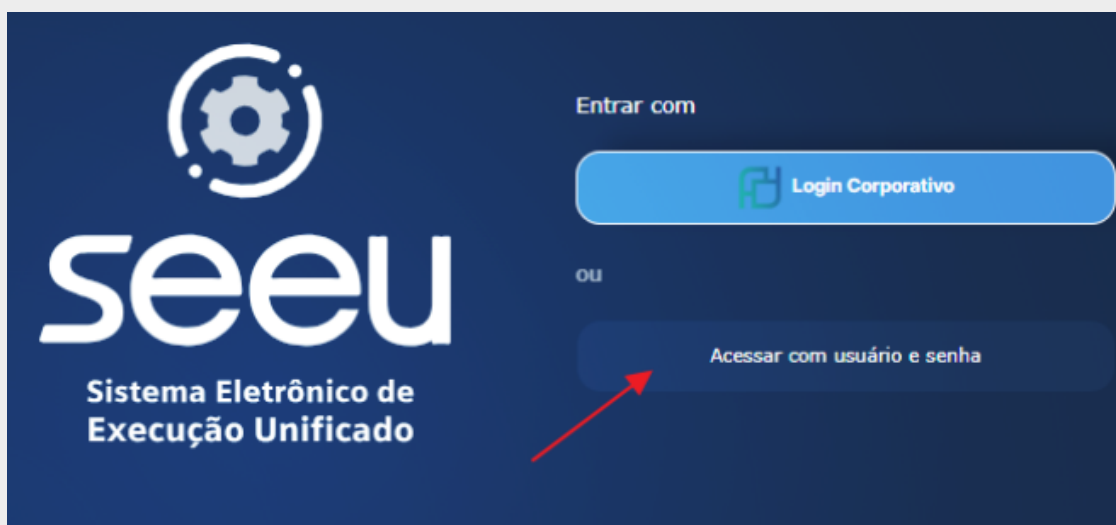 seeu
Sistema Eletrônico de
Execução Unificado
Entrar com
Login Corporativo
ou
Acessar com usuário e senha